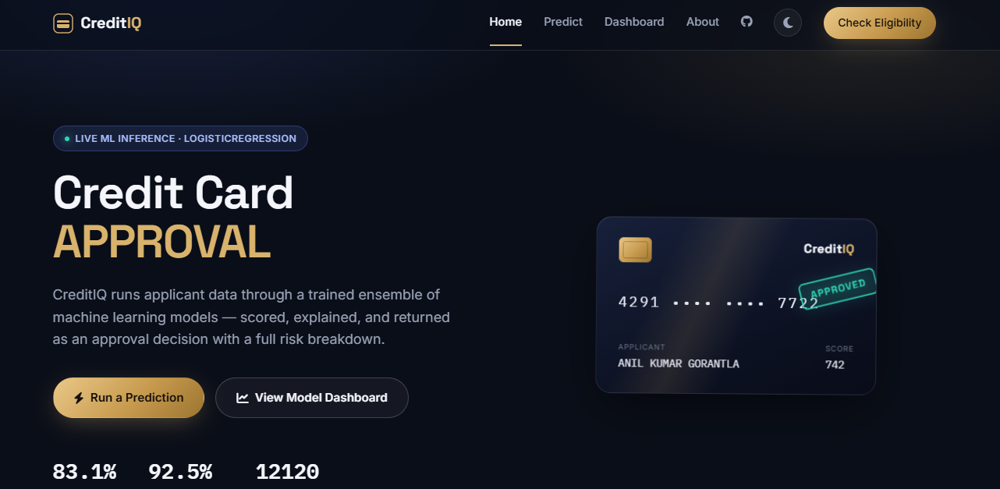 CreditIQ
Home Predict Dashboard About Check Eligibility
LIVE ML INFERENCE · LOGISTICREGRESSION
Credit Card
APPROVAL
CreditIQ runs applicant data through a trained ensemble of
machine learning models — scored, explained, and returned
as an approval decision with a full risk breakdown.
Run a Prediction
View Model Dashboard
83.1% 92.5% 12120
CreditIQ
APPROVED
4291 •••• •••• 7722
APPLICANT
ANIL KUMAR GORANTLA
SCORE
742